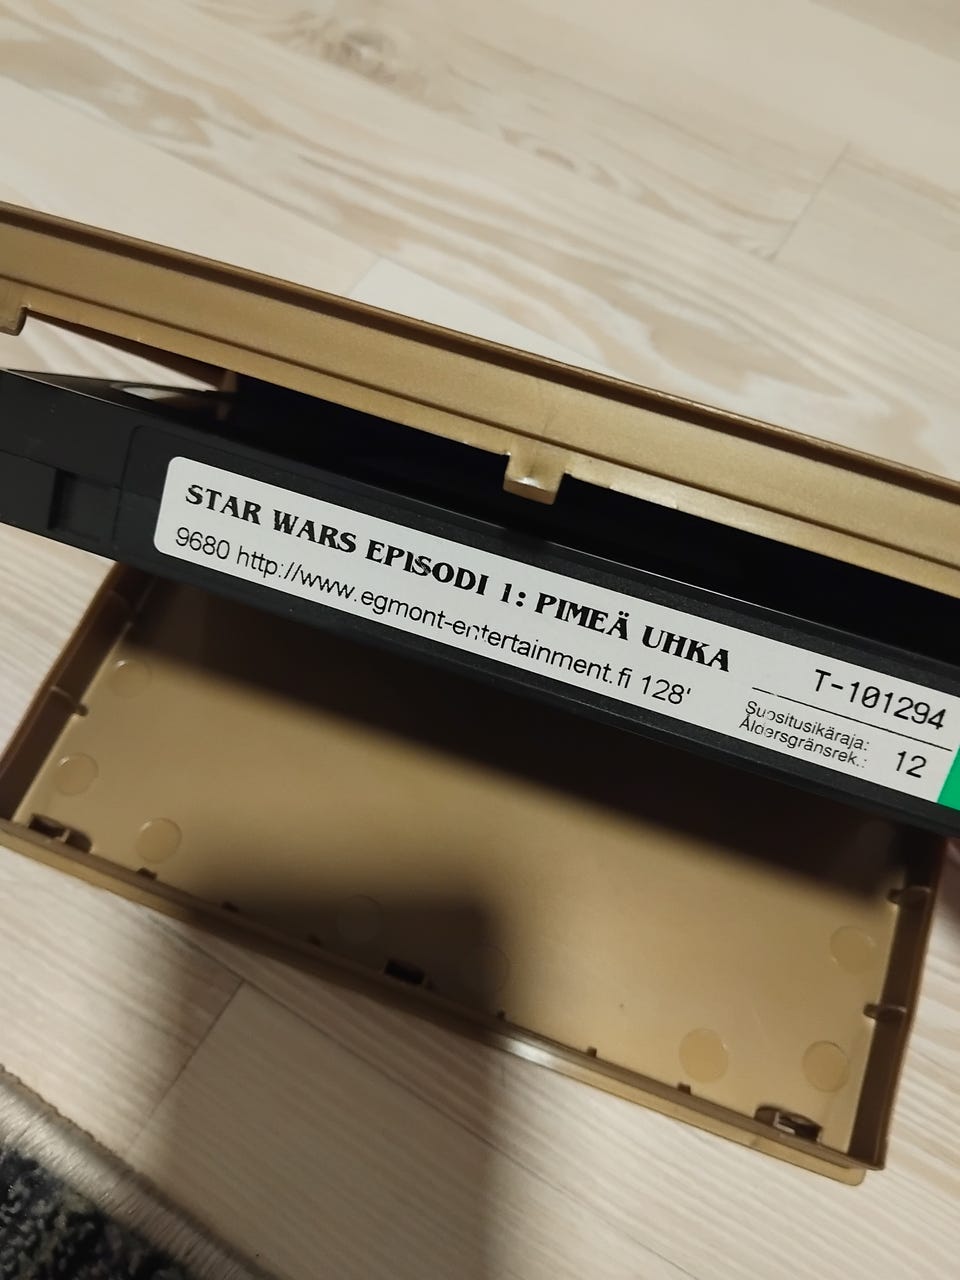 STAR WARS EPISODI 1: PIMEÄ UHKA
9680 http://www.egmont-entertainment.fi 128'
T-101294
Suositusikäraja:
Åldersgränsrek.:
12